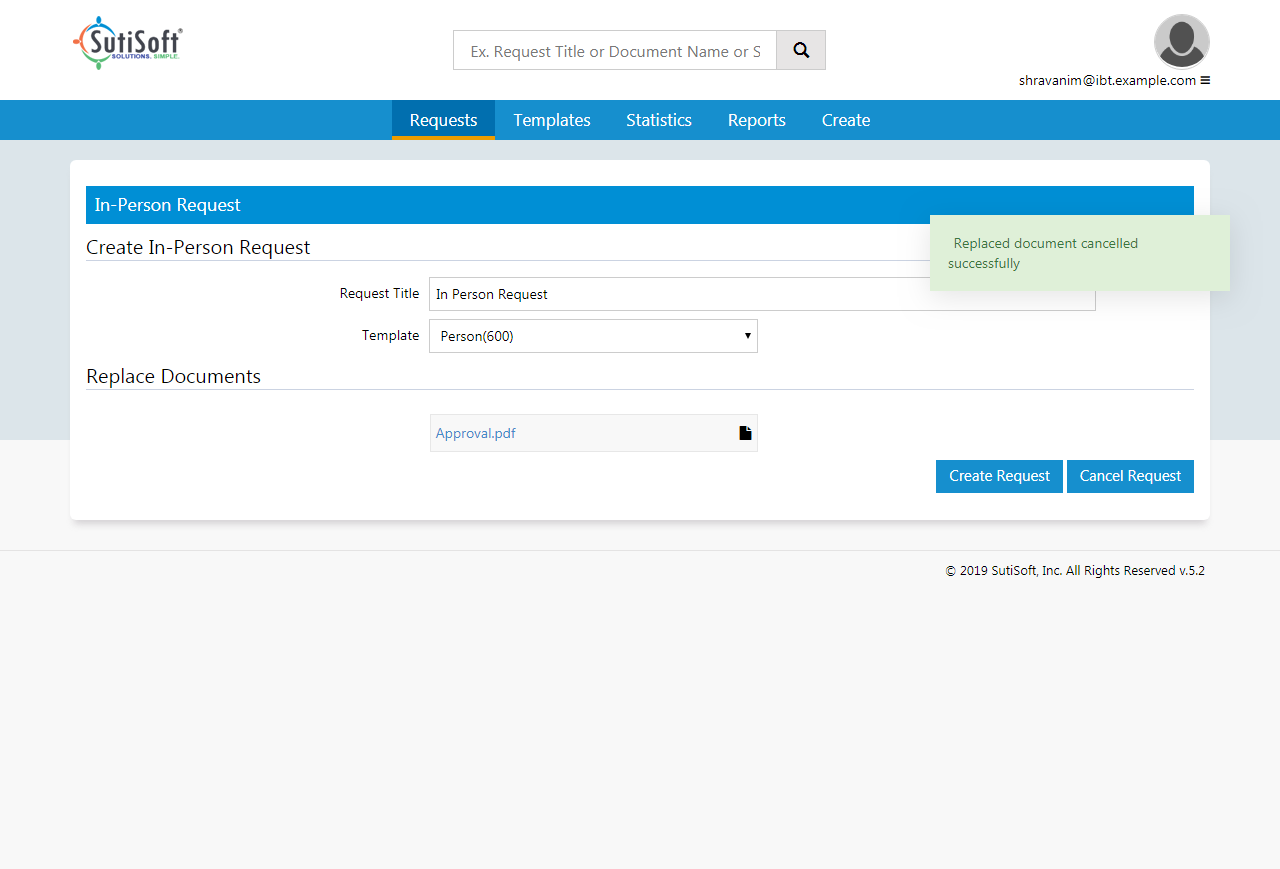 SutiSoft®
SOLUTIONS. SIMPLE.
Ex. Request Title or Document Name or S
shravanim@ibt.example.com
Requests Templates Statistics Reports Create
In-Person Request
Replaced document cancelled
successfully
Create In-Person Request
Request Title In Person Request
Template Person(600)
Replace Documents
Approval.pdf
Create Request Cancel Request
© 2019 SutiSoft, Inc. All Rights Reserved v.5.2